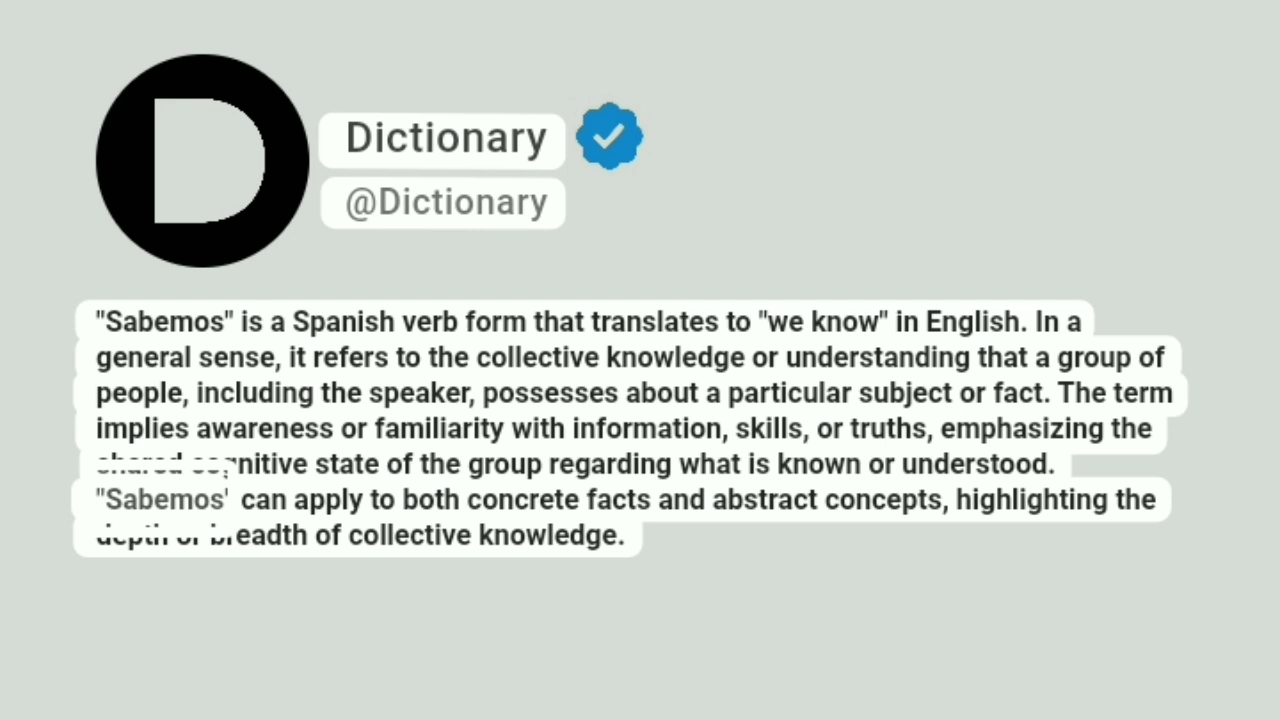 D
Dictionary
@Dictionary
"Sabemos" is a Spanish verb form that translates to "we know" in English. In a
general sense, it refers to the collective knowledge or understanding that a group of
people, including the speaker, possesses about a particular subject or fact. The term
implies awareness or familiarity with information, skills, or truths, emphasizing the
shared cognitive state of the group regarding what is known or understood.
"Sabemos" can apply to both concrete facts and abstract concepts, highlighting the
depth or breadth of collective knowledge.